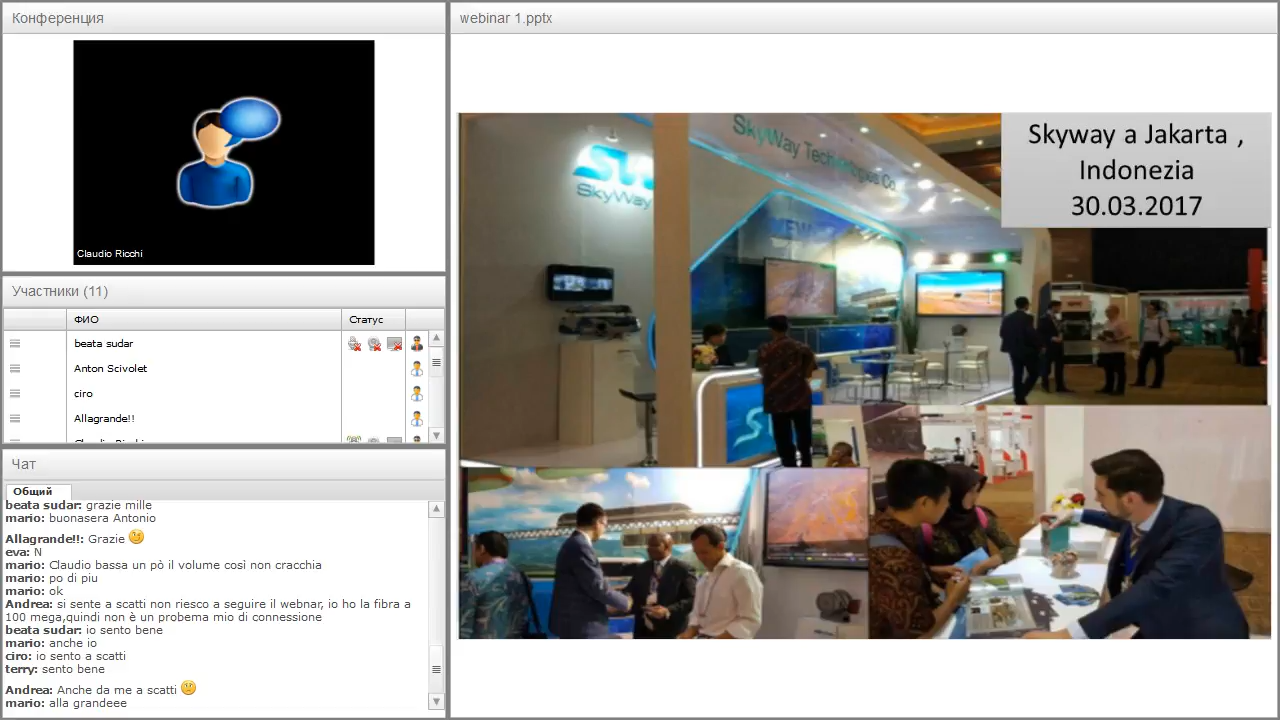 Конференция
Claudio Ricchi
Участники (11)
ФИО
Статус
beata sudar
Anton Scivolet
ciro
Allagrande!!
Чат
Общий
beata sudar: grazie mille
mario: buonasera Antonio
Allagrande!!: Grazie
eva: N
mario: Claudio bessa un po il volume cosi non cracchia
mario: po di piu
mario: ok
Andrea: si sente a scatti non riesco a seguire il webnar, io ho la fibra a
100 mega,quindi non è un probema mio di connessione
beata sudar: io sento bene
mario: anche io
ciro: io sento a scatti
terry: sento bene
Andrea: Anche da me a scatti
mario: alla grandeee
webinar 1.pptx
SkyWay Technologies Co.
SkyWay
Skyway a Jakarta ,
Indonezia
30.03.2017